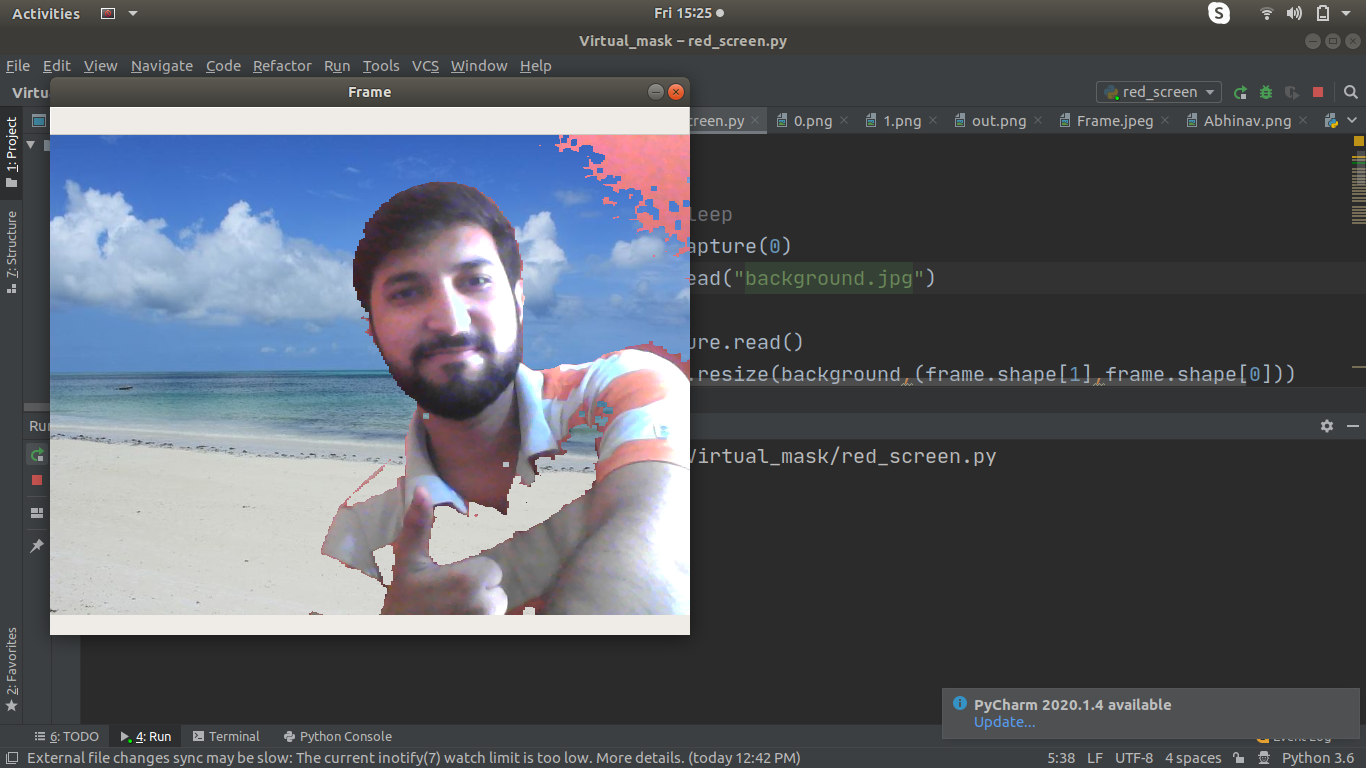 Activities
Fri 15:25
S
Virtual_mask – red_screen.py
File Edit View Navigate Code Refactor Run Tools VCS Window Help
Virtu
Frame
red_screen
creen.py 0.png 1.png out.png Frame.jpeg Abhinav.png
1: Project
7: Structure
2: Favorites
leep
apture(0)
ead("background.jpg")
ure.read()
.resize(background,(frame.shape[1],frame.shape[0]))
Run
Virtual_mask/red_screen.py
PyCharm 2020.1.4 available
Update...
6: TODO 4: Run Terminal Python Console Event Log
External file changes sync may be slow: The current inotify(7) watch limit is too low. More details. (today 12:42 PM) 5:38 LF UTF-8 4 spaces Python 3.6